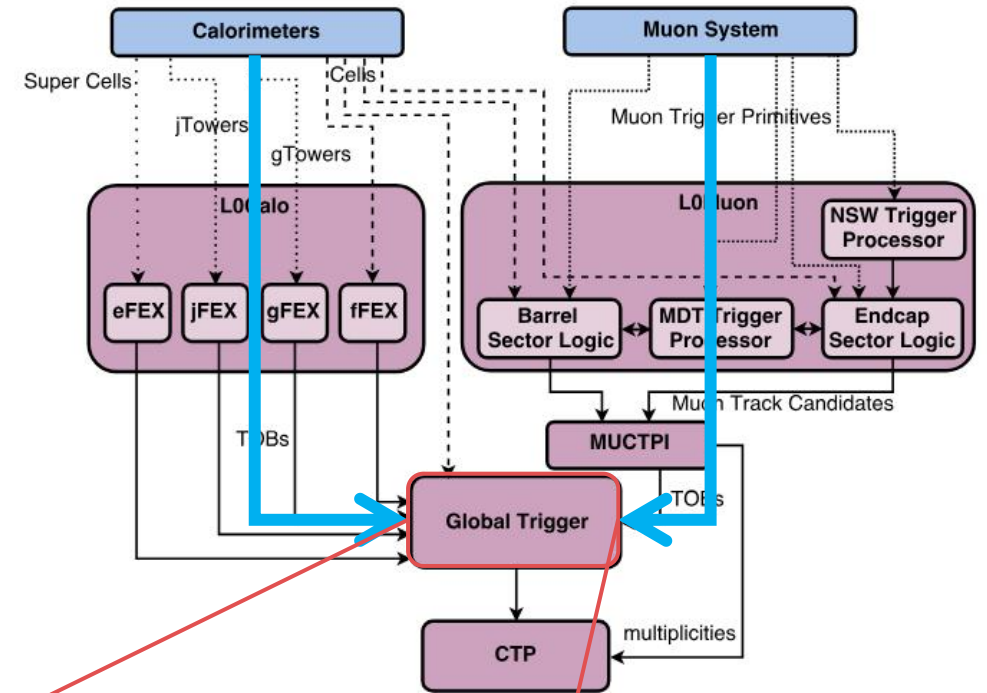 Calorimeters
Muon System
Super Cells
Cells
jTowers
Muon Trigger Primitives
gTowers
L0Calo
L0Muon
NSW Trigger
Processor
eFEX
jFEX
gFEX
fFEX
Barrel
Sector Logic
MDT Trigger
Processor
Endcap
Sector Logic
Muon Track Candidates
TOBs
MUCTPI
TOBs
Global Trigger
multiplicities
CTP